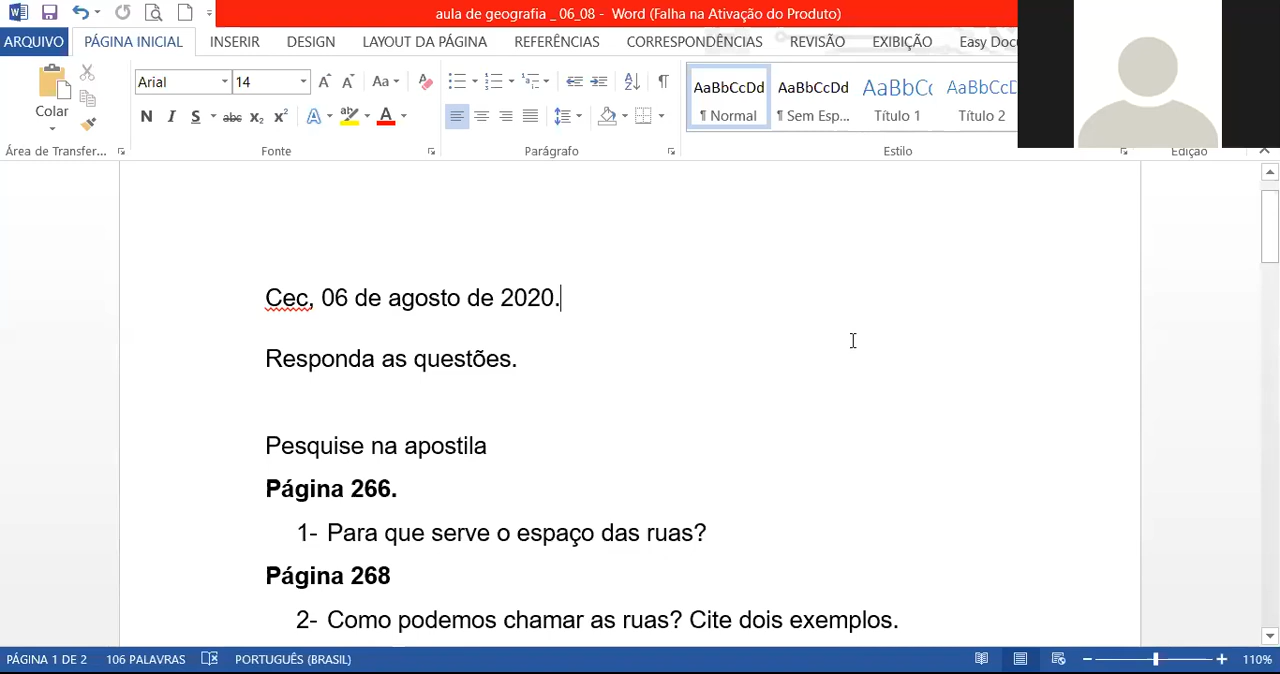 aula de geografia _ 06_08 - Word (Falha na Ativação do Produto)
ARQUIVO PÁGINA INICIAL INSERIR DESIGN LAYOUT DA PÁGINA REFERÊNCIAS CORRESPONDÊNCIAS REVISÃO EXIBIÇÃO Easy Doc
Arial 14 Aa
AaBbCcDd AaBbCcDd AaBbCc AaBbCcD
Colar N I S abc x₂ x² A A
¶ Normal ¶ Sem Esp... Título 1 Título 2
Área de Transfer... Fonte Parágrafo Estilo Edição
Cec, 06 de agosto de 2020.
Responda as questões.
Pesquise na apostila
Página 266.
1- Para que serve o espaço das ruas?
Página 268
2- Como podemos chamar as ruas? Cite dois exemplos.
PÁGINA 1 DE 2 106 PALAVRAS PORTUGUÊS (BRASIL) 110%